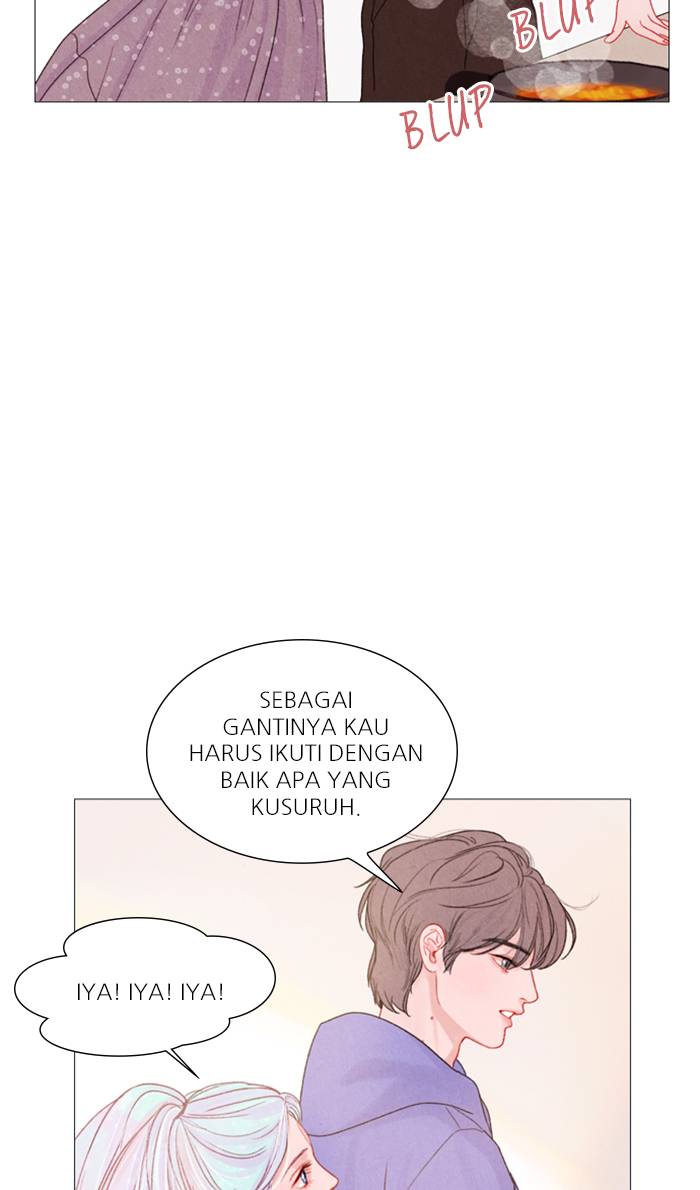 BLUP
BLUP
SEBAGAI
GANTINYA KAU
HARUS IKUTI DENGAN
BAIK APA YANG
KUSURUH.
IYA! IYA! IYA!